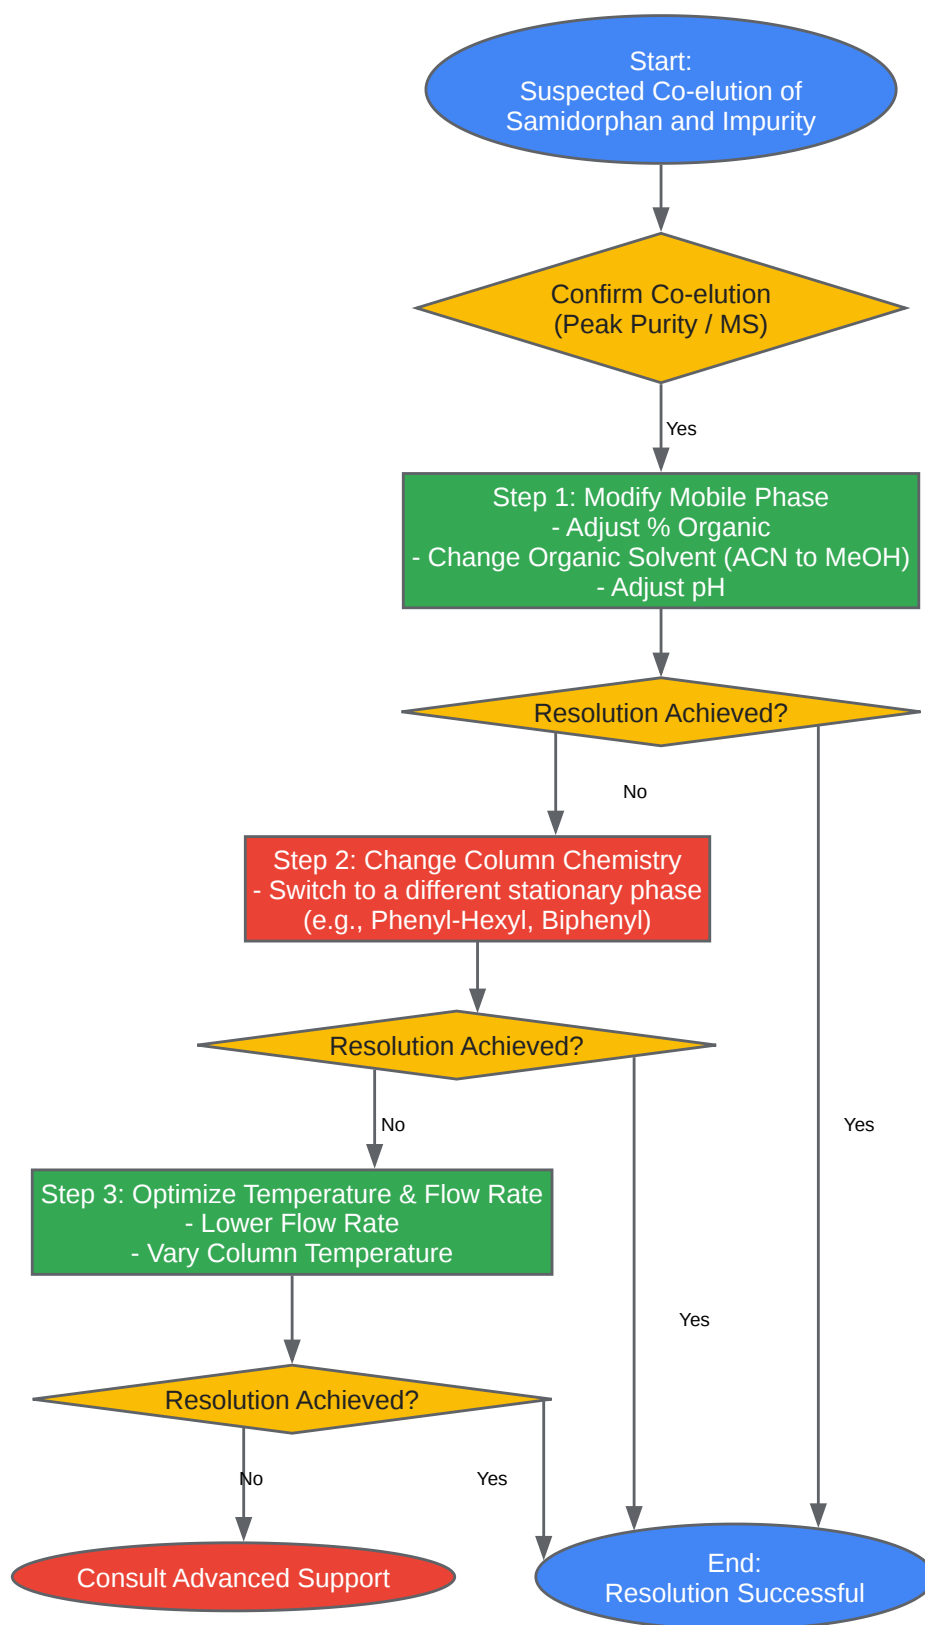 Start:
Suspected Co-elution of
Samidorphan and Impurity
Confirm Co-elution
(Peak Purity / MS)
Yes
Step 1: Modify Mobile Phase
- Adjust % Organic
- Change Organic Solvent (ACN to MeOH)
- Adjust pH
Resolution Achieved?
No
Step 2: Change Column Chemistry
- Switch to a different stationary phase
(e.g., Phenyl-Hexyl, Biphenyl)
Resolution Achieved?
No
Yes
Step 3: Optimize Temperature & Flow Rate
- Lower Flow Rate
- Vary Column Temperature
Yes
Resolution Achieved?
No
Yes
Consult Advanced Support
End:
Resolution Successful